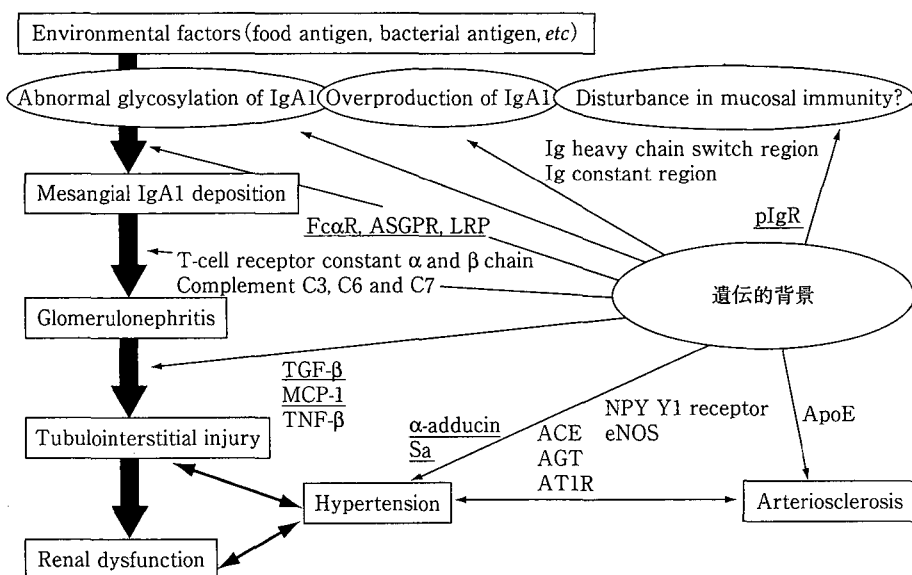 Environmental factors (food antigen, bacterial antigen, etc)
Abnormal glycosylation of IgA1
Overproduction of IgA1
Disturbance in mucosal immunity?
Ig heavy chain switch region
Ig constant region
Mesangial IgA1 deposition
FcαR, ASGPR, LRP
pIgR
T-cell receptor constant α and β chain
Complement C3, C6 and C7
遺伝的背景
Glomerulonephritis
TGF-β
MCP-1
TNF-β
NPY Y1 receptor
eNOS
ApoE
α-adducin
Sa
ACE
AGT
AT1R
Tubulointerstitial injury
Hypertension
Arteriosclerosis
Renal dysfunction